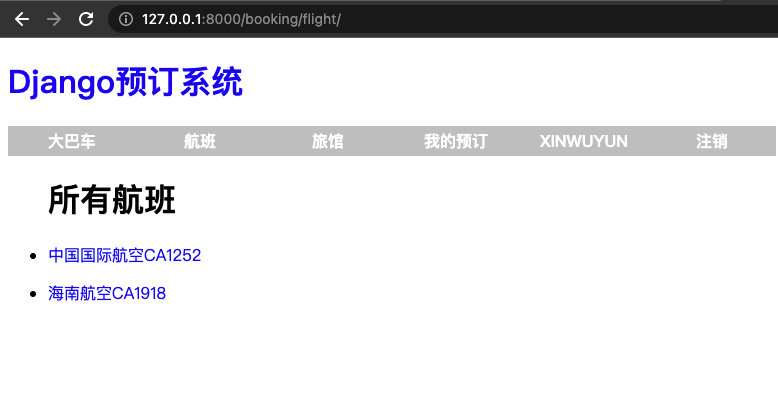 127.0.0.1:8000/booking/flight/
Django预订系统
大巴车 航班 旅馆 我的预订 XINWUYUN 注销
所有航班
中国国际航空CA1252
海南航空CA1918